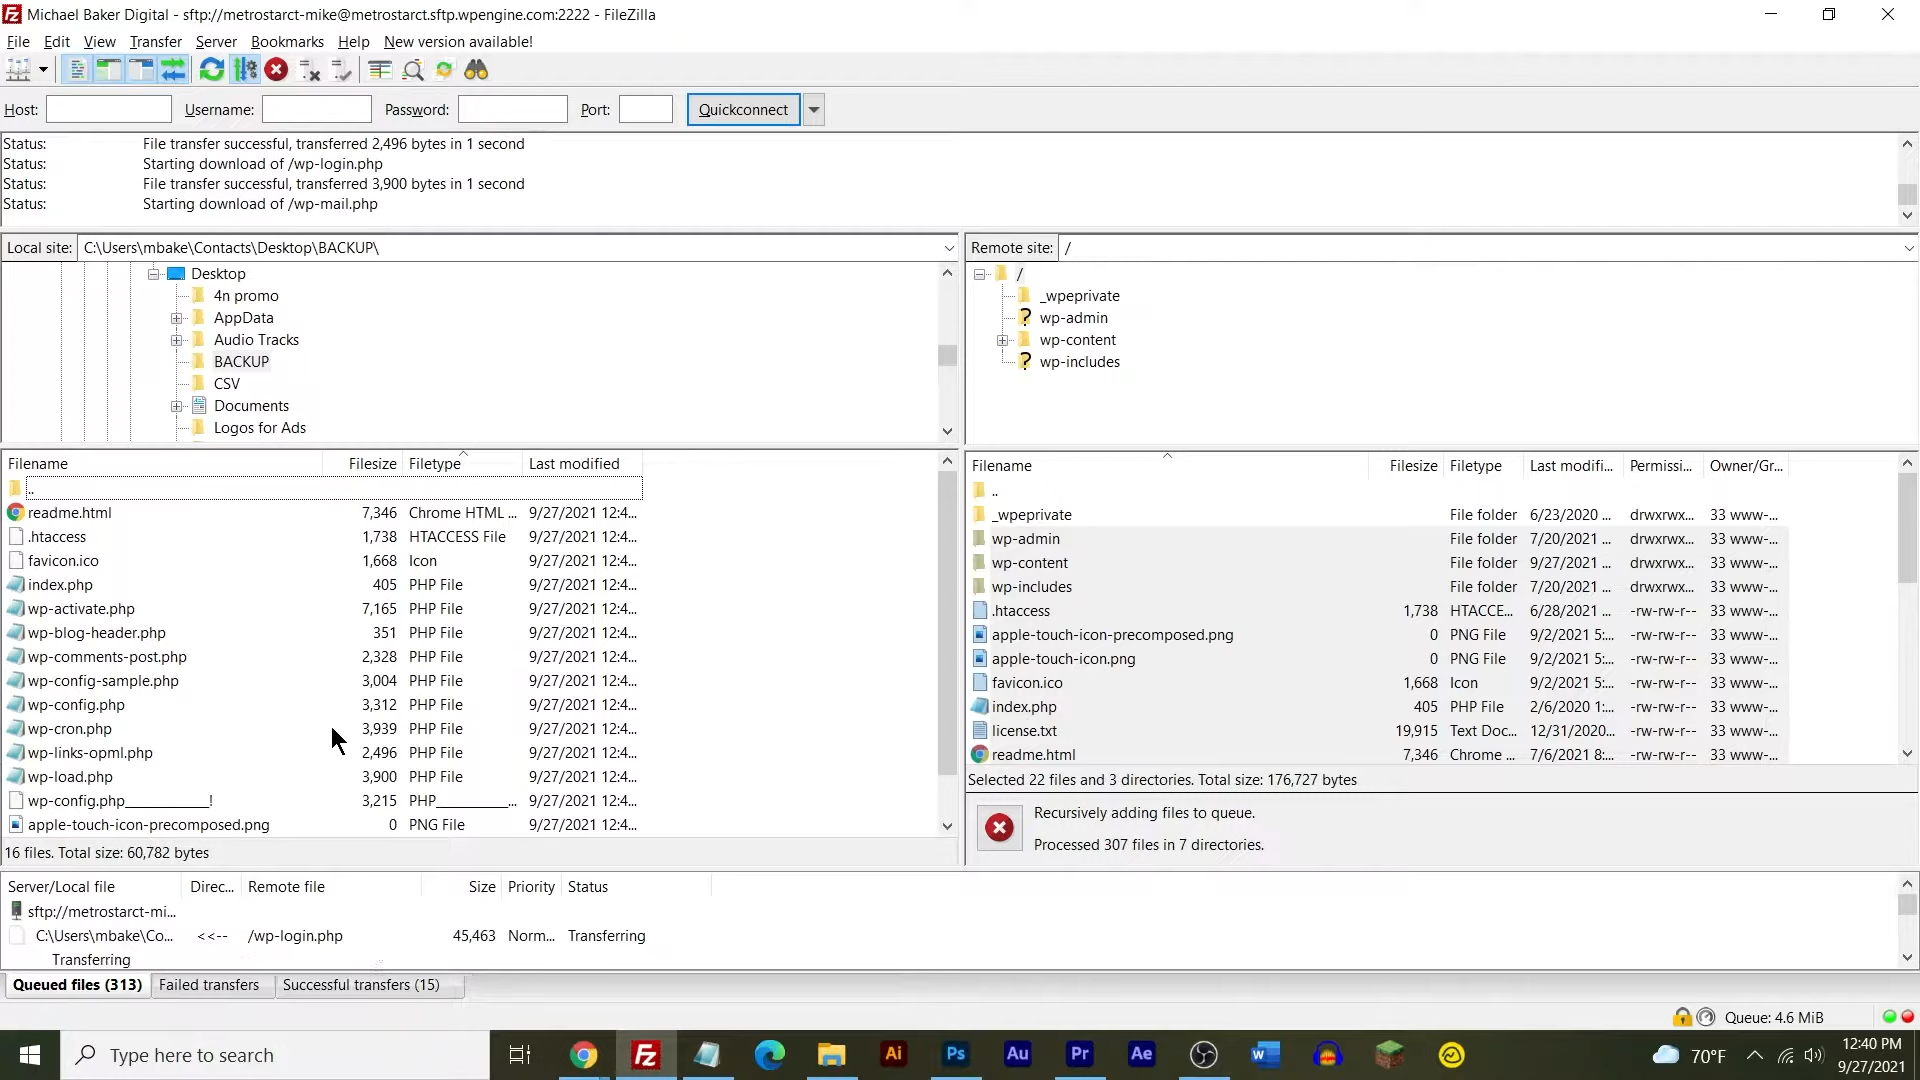 Michael Baker Digital - sftp://metrostarct-mike@metrostarct.sftp.wpengine.com:2222 - FileZilla
File Edit View Transfer Server Bookmarks Help New version available!
Host: Username: Password: Port: Quickconnect
Status: File transfer successful, transferred 2,496 bytes in 1 second
Status: Starting download of /wp-login.php
Status: File transfer successful, transferred 3,900 bytes in 1 second
Status: Starting download of /wp-mail.php
Local site: C:\Users\mbake\Contacts\Desktop\BACKUP\
Desktop
4n promo
AppData
Audio Tracks
BACKUP
CSV
Documents
Logos for Ads
Remote site: /
/
_wpeprivate
? wp-admin
wp-content
? wp-includes
Filename Filesize Filetype Last modified
..
readme.html 7,346 Chrome HTML ... 9/27/2021 12:4...
.htaccess 1,738 HTACCESS File 9/27/2021 12:4...
favicon.ico 1,668 Icon 9/27/2021 12:4...
index.php 405 PHP File 9/27/2021 12:4...
wp-activate.php 7,165 PHP File 9/27/2021 12:4...
wp-blog-header.php 351 PHP File 9/27/2021 12:4...
wp-comments-post.php 2,328 PHP File 9/27/2021 12:4...
wp-config-sample.php 3,004 PHP File 9/27/2021 12:4...
wp-config.php 3,312 PHP File 9/27/2021 12:4...
wp-cron.php 3,939 PHP File 9/27/2021 12:4...
wp-links-opml.php 2,496 PHP File 9/27/2021 12:4...
wp-load.php 3,900 PHP File 9/27/2021 12:4...
wp-config.php____________! 3,215 PHP__________... 9/27/2021 12:4...
apple-touch-icon-precomposed.png 0 PNG File 9/27/2021 12:4...
16 files. Total size: 60,782 bytes
Filename Filesize Filetype Last modifi... Permissi... Owner/Gr...
..
_wpeprivate File folder 6/23/2020 ... drwxrwx... 33 www-...
wp-admin File folder 7/20/2021 ... drwxrwx... 33 www-...
wp-content File folder 9/27/2021 ... drwxrwx... 33 www-...
wp-includes File folder 7/20/2021 ... drwxrwx... 33 www-...
.htaccess 1,738 HTACCE... 6/28/2021 ... -rw-rw-r-- 33 www-...
apple-touch-icon-precomposed.png 0 PNG File 9/2/2021 5:... -rw-rw-r-- 33 www-...
apple-touch-icon.png 0 PNG File 9/2/2021 5:... -rw-rw-r-- 33 www-...
favicon.ico 1,668 Icon 9/2/2021 5:... -rw-rw-r-- 33 www-...
index.php 405 PHP File 2/6/2020 1:... -rw-rw-r-- 33 www-...
license.txt 19,915 Text Doc... 12/31/2020... -rw-rw-r-- 33 www-...
readme.html 7,346 Chrome ... 7/6/2021 8:... -rw-rw-r-- 33 www-...
Selected 22 files and 3 directories. Total size: 176,727 bytes
Recursively adding files to queue.
Processed 307 files in 7 directories.
Server/Local file Direc... Remote file Size Priority Status
sftp://metrostarct-mi...
C:\Users\mbake\Co... <<-- /wp-login.php 45,463 Norm... Transferring
Transferring
Queued files (313) Failed transfers Successful transfers (15)
Queue: 4.6 MiB
Type here to search
Fz Ai Ps Au Pr Ae W
70°F
12:40 PM
9/27/2021